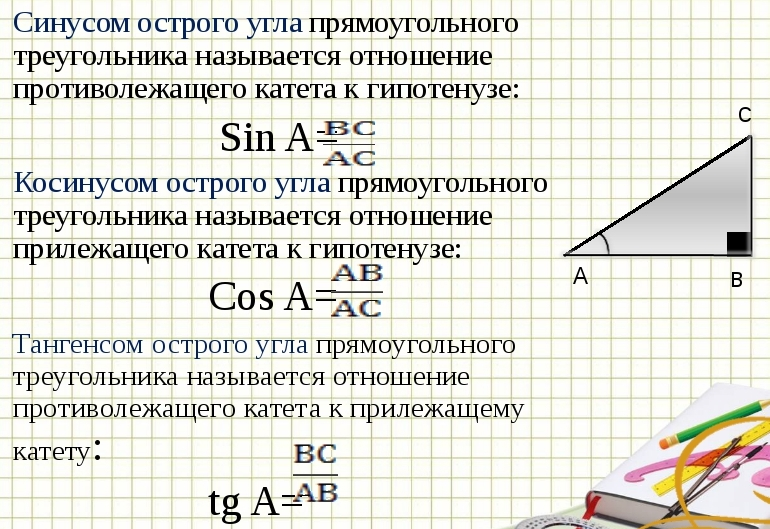 Синусом острого угла прямоугольного
треугольника называется отношение
противолежащего катета к гипотенузе:
Sin A= BC/AC
Косинусом острого угла прямоугольного
треугольника называется отношение
прилежащего катета к гипотенузе:
Cos A= AB/AC
Тангенсом острого угла прямоугольного
треугольника называется отношение
противолежащего катета к прилежащему
катету:
tg A= BC/AB
C
A
B